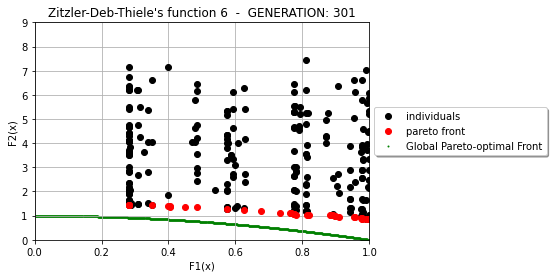 Zitzler-Deb-Thiele's function 6 - GENERATION: 301
9
8
7
6
5
4
3
2
1
0
F2(x)
0.0 0.2 0.4 0.6 0.8 1.0
F1(x)
individuals
pareto front
Global Pareto-optimal Front